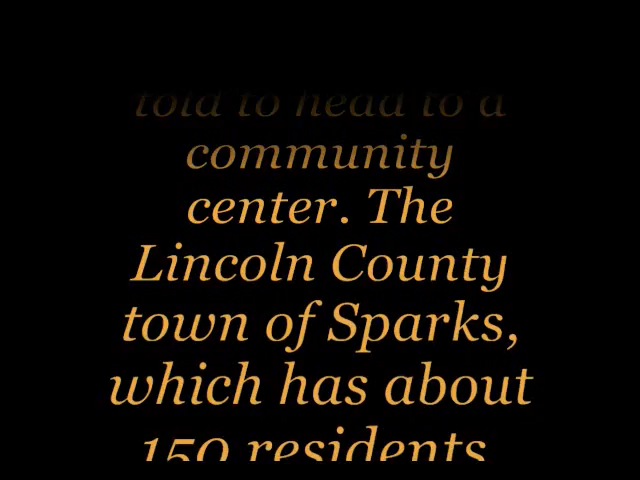 told to head to a
community
center. The
Lincoln County
town of Sparks,
which has about
150 residents